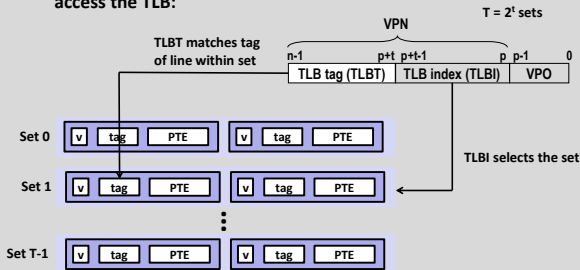 access the TLB:
T = 2^t sets
VPN
TLBT matches tag
of line within set
n-1 p+t p+t-1 p p-1 0
TLB tag (TLBT) TLB index (TLBI) VPO
Set 0 v tag PTE v tag PTE
TLBI selects the set
Set 1 v tag PTE v tag PTE
⋮
Set T-1 v tag PTE v tag PTE